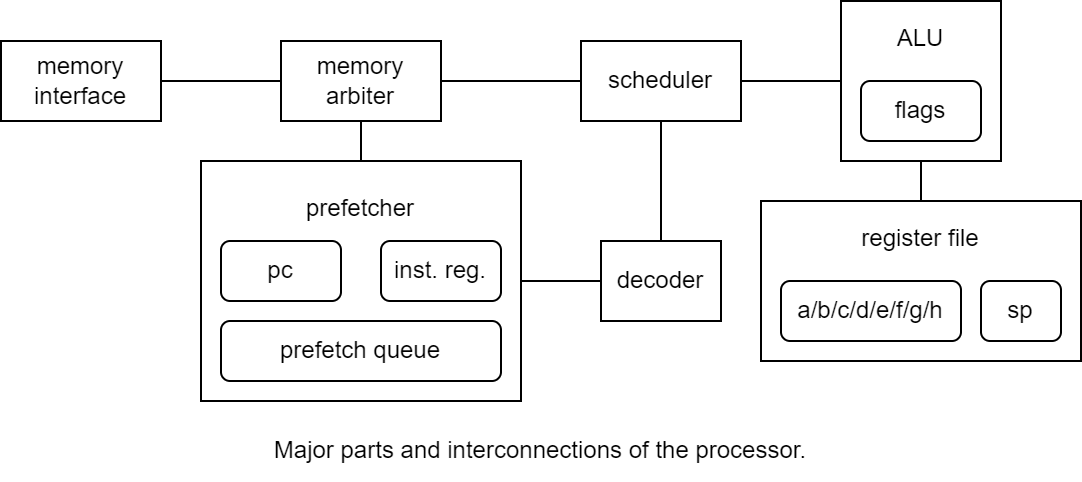 memory
interface
memory
arbiter
scheduler
ALU
flags
prefetcher
pc
inst. reg.
prefetch queue
decoder
register file
a/b/c/d/e/f/g/h
sp
Major parts and interconnections of the processor.